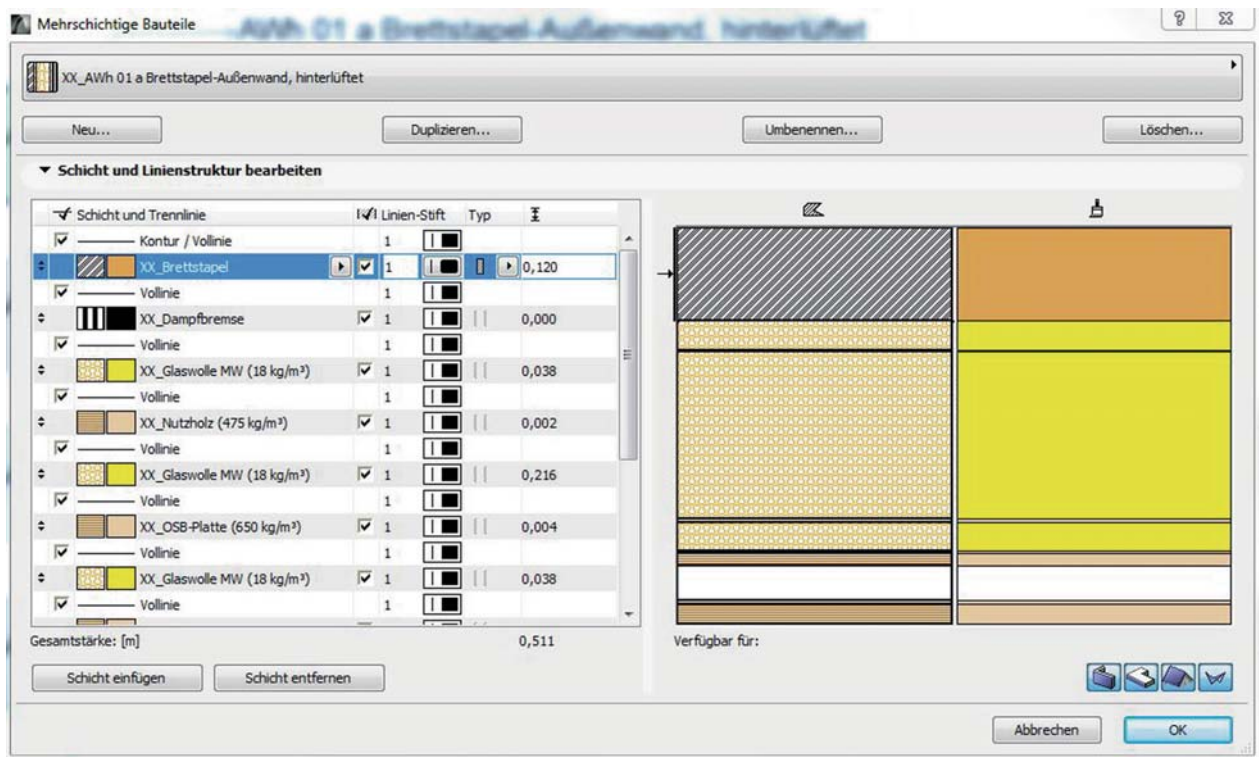 Mehrschichtige Bauteile
-AWh 01 a Brettstapel-Außenwand, hinterlüftet
XX_AWh 01 a Brettstapel-Außenwand, hinterlüftet
Neu... Duplizieren... Umbenennen... Löschen...
Schicht und Linienstruktur bearbeiten
Schicht und Trennlinie Linien-Stift Typ
Kontur / Vollinie 1
XX_Brettstapel 1 0,120
Vollinie 1
XX_Dampfbremse 1 0,000
Vollinie 1
XX_Glaswolle MW (18 kg/m³) 1 0,038
Vollinie 1
XX_Nutzholz (475 kg/m³) 1 0,002
Vollinie 1
XX_Glaswolle MW (18 kg/m³) 1 0,216
Vollinie 1
XX_OSB-Platte (650 kg/m³) 1 0,004
Vollinie 1
XX_Glaswolle MW (18 kg/m³) 1 0,038
Vollinie 1
Gesamtstärke: [m] 0,511
Verfügbar für:
Schicht einfügen Schicht entfernen
Abbrechen OK